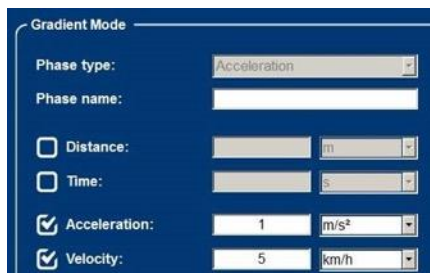 Gradient Mode
Phase type: Acceleration
Phase name:
Distance: m
Time: s
Acceleration: 1 m/s²
Velocity: 5 km/h